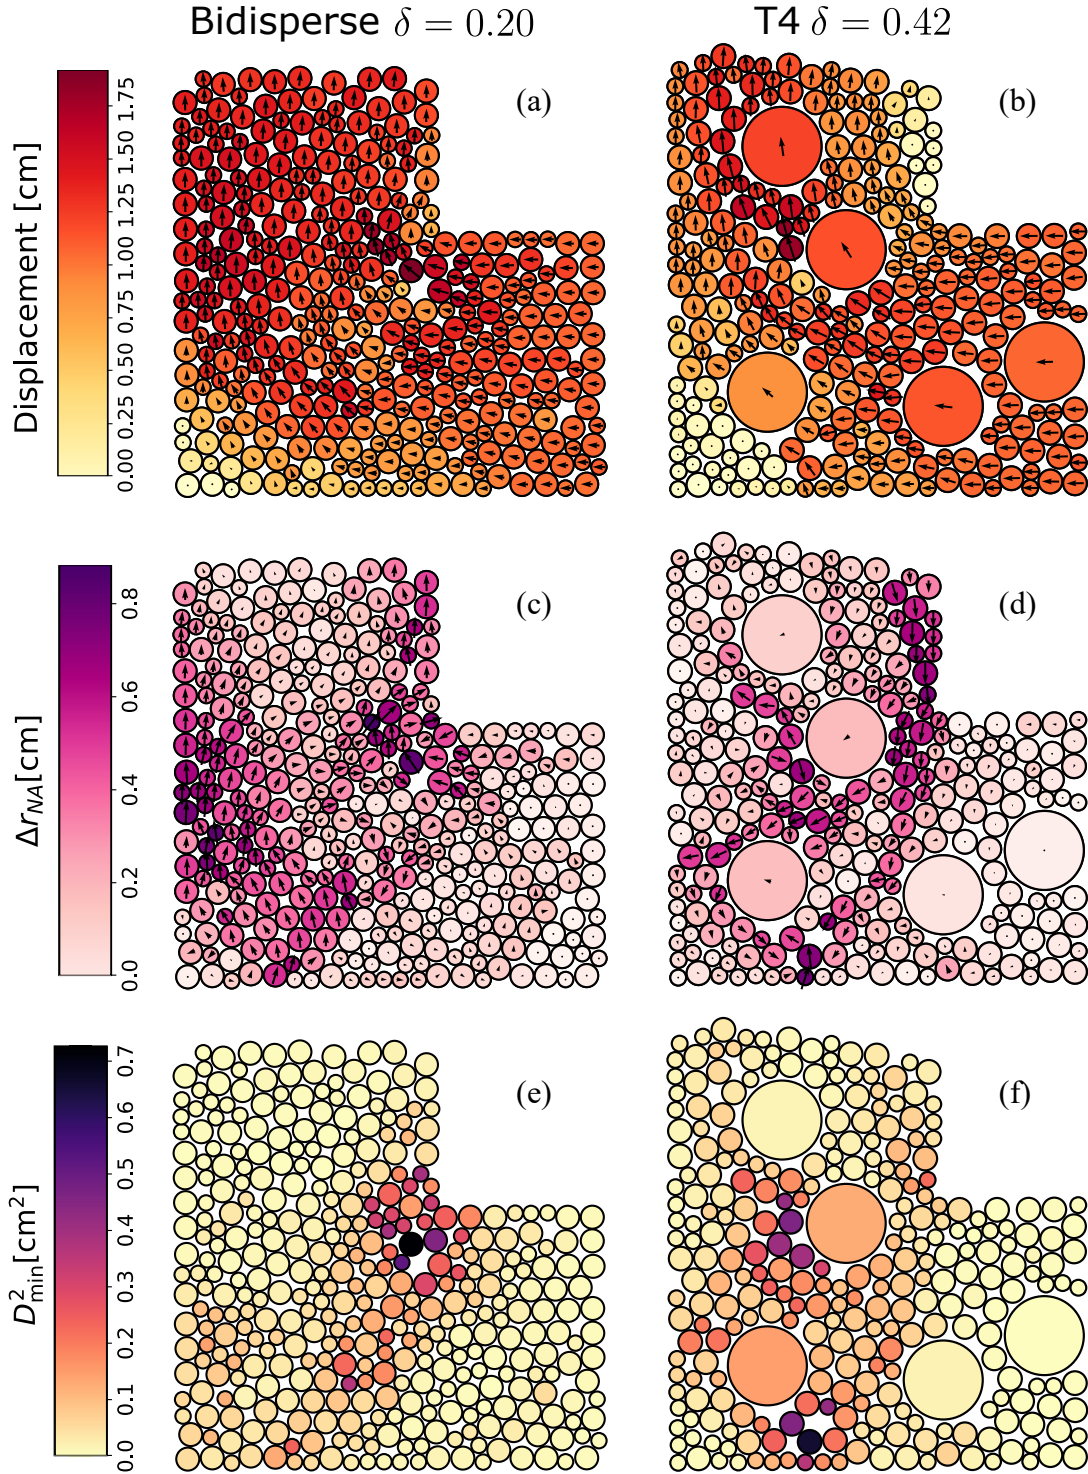 Bidisperse δ = 0.20
T4 δ = 0.42
Displacement [cm]
1.75
1.50
1.25
1.00
0.75
0.50
0.25
0.00
(a)
(b)
Δr_NA[cm]
0.8
0.6
0.4
0.2
0.0
(c)
(d)
D²_min[cm²]
0.7
0.6
0.5
0.4
0.3
0.2
0.1
0.0
(e)
(f)